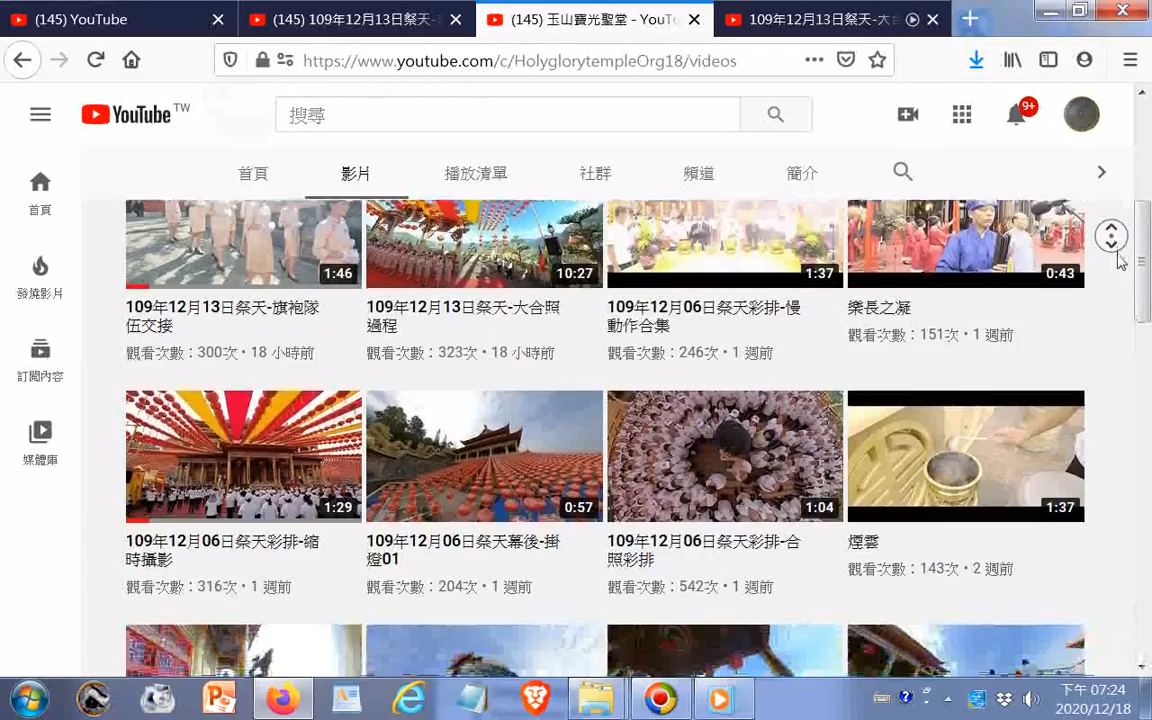 (145) YouTube
(145) 109年12月13日祭天-
(145) 玉山寶光聖堂 - YouTu
109年12月13日祭天-大合
https://www.youtube.com/c/HolyglorytempleOrg18/videos
YouTube TW
搜尋
9+
首頁
影片
播放清單
社群
頻道
簡介
首頁
發燒影片
訂閱內容
媒體庫
1:46
10:27
1:37
0:43
109年12月13日祭天-旗袍隊
伍交接
觀看次數：300次・18 小時前
109年12月13日祭天-大合照
過程
觀看次數：323次・18 小時前
109年12月06日祭天彩排-慢
動作合集
觀看次數：246次・1 週前
樂長之凝
觀看次數：151次・1 週前
1:29
0:57
1:04
1:37
109年12月06日祭天彩排-縮
時攝影
觀看次數：316次・1 週前
109年12月06日祭天幕後-掛
燈01
觀看次數：204次・1 週前
109年12月06日祭天彩排-合
照彩排
觀看次數：542次・1 週前
煙雲
觀看次數：143次・2 週前
下午 07:24
2020/12/18